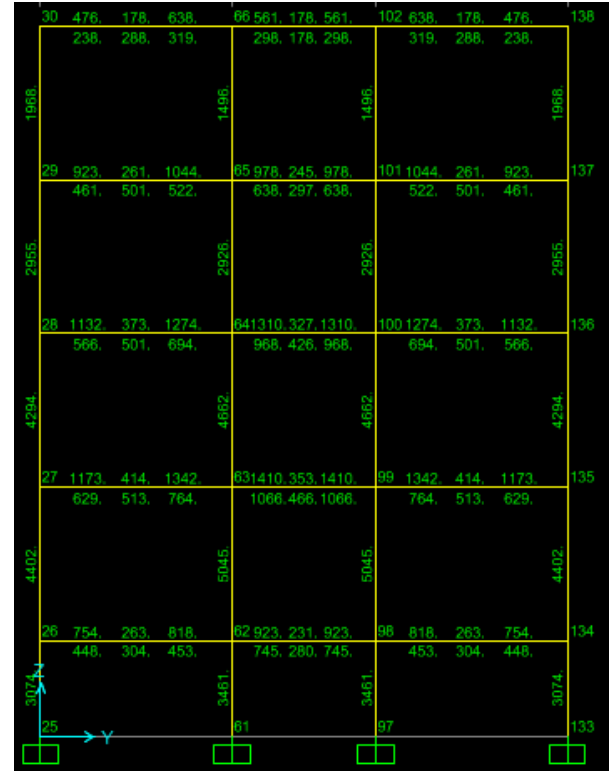 30 476. 178. 638. 66 561. 178. 561. 102 638. 178. 476. 138
238. 288. 319. 298. 178. 298. 319. 288. 238.
1968. 1496. 1496. 1968.
29 923. 261. 1044. 65 978. 245. 978. 101 1044. 261. 923. 137
461. 501. 522. 638. 297. 638. 522. 501. 461.
2955. 2926. 2926. 2955.
28 1132. 373. 1274. 64 1310. 327. 1310. 100 1274. 373. 1132. 136
566. 501. 694. 968. 426. 968. 694. 501. 566.
4294. 4662. 4662. 4294.
27 1173. 414. 1342. 63 1410. 353. 1410. 99 1342. 414. 1173. 135
629. 513. 764. 1066. 466. 1066. 764. 513. 629.
4402. 5045. 5045. 4402.
26 754. 263. 818. 62 923. 231. 923. 98 818. 263. 754. 134
448. 304. 453. 745. 280. 745. 453. 304. 448.
Z
3074. 3461. 3461. 3074.
25 61 97 133
Y